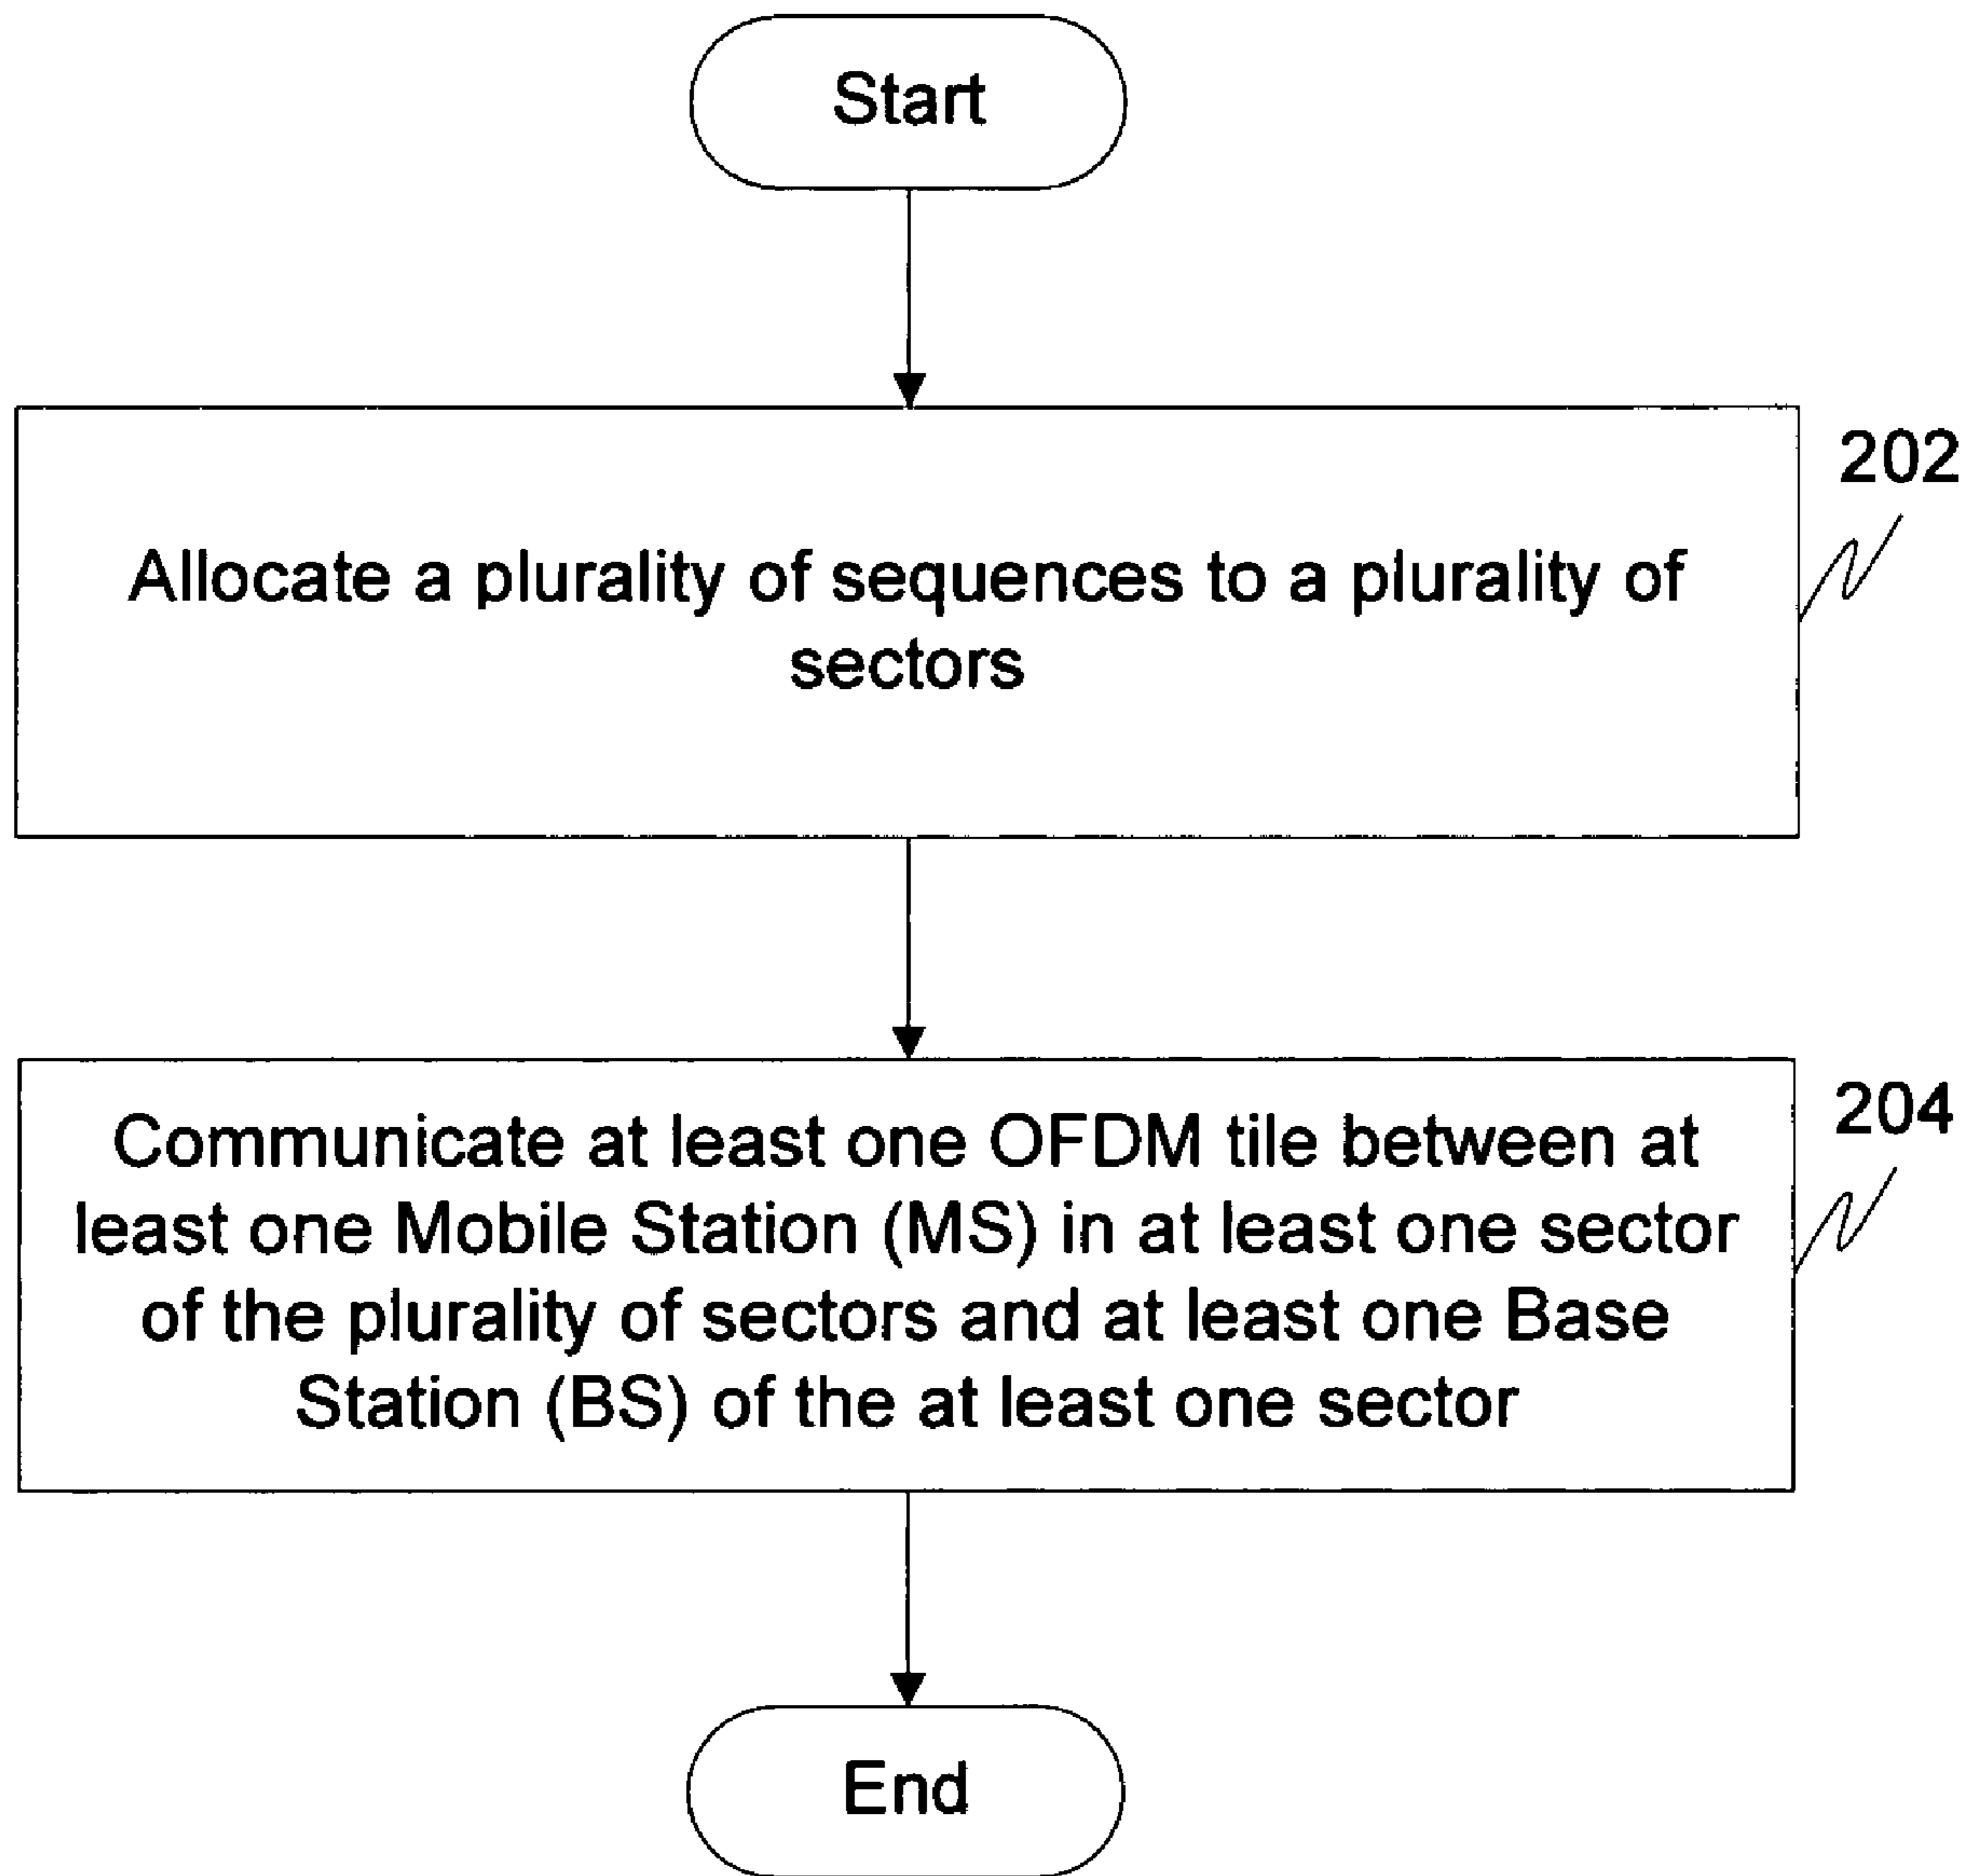 Start
202
Allocate a plurality of sequences to a plurality of
sectors
204
Communicate at least one OFDM tile between at
least one Mobile Station (MS) in at least one sector
of the plurality of sectors and at least one Base
Station (BS) of the at least one sector
End